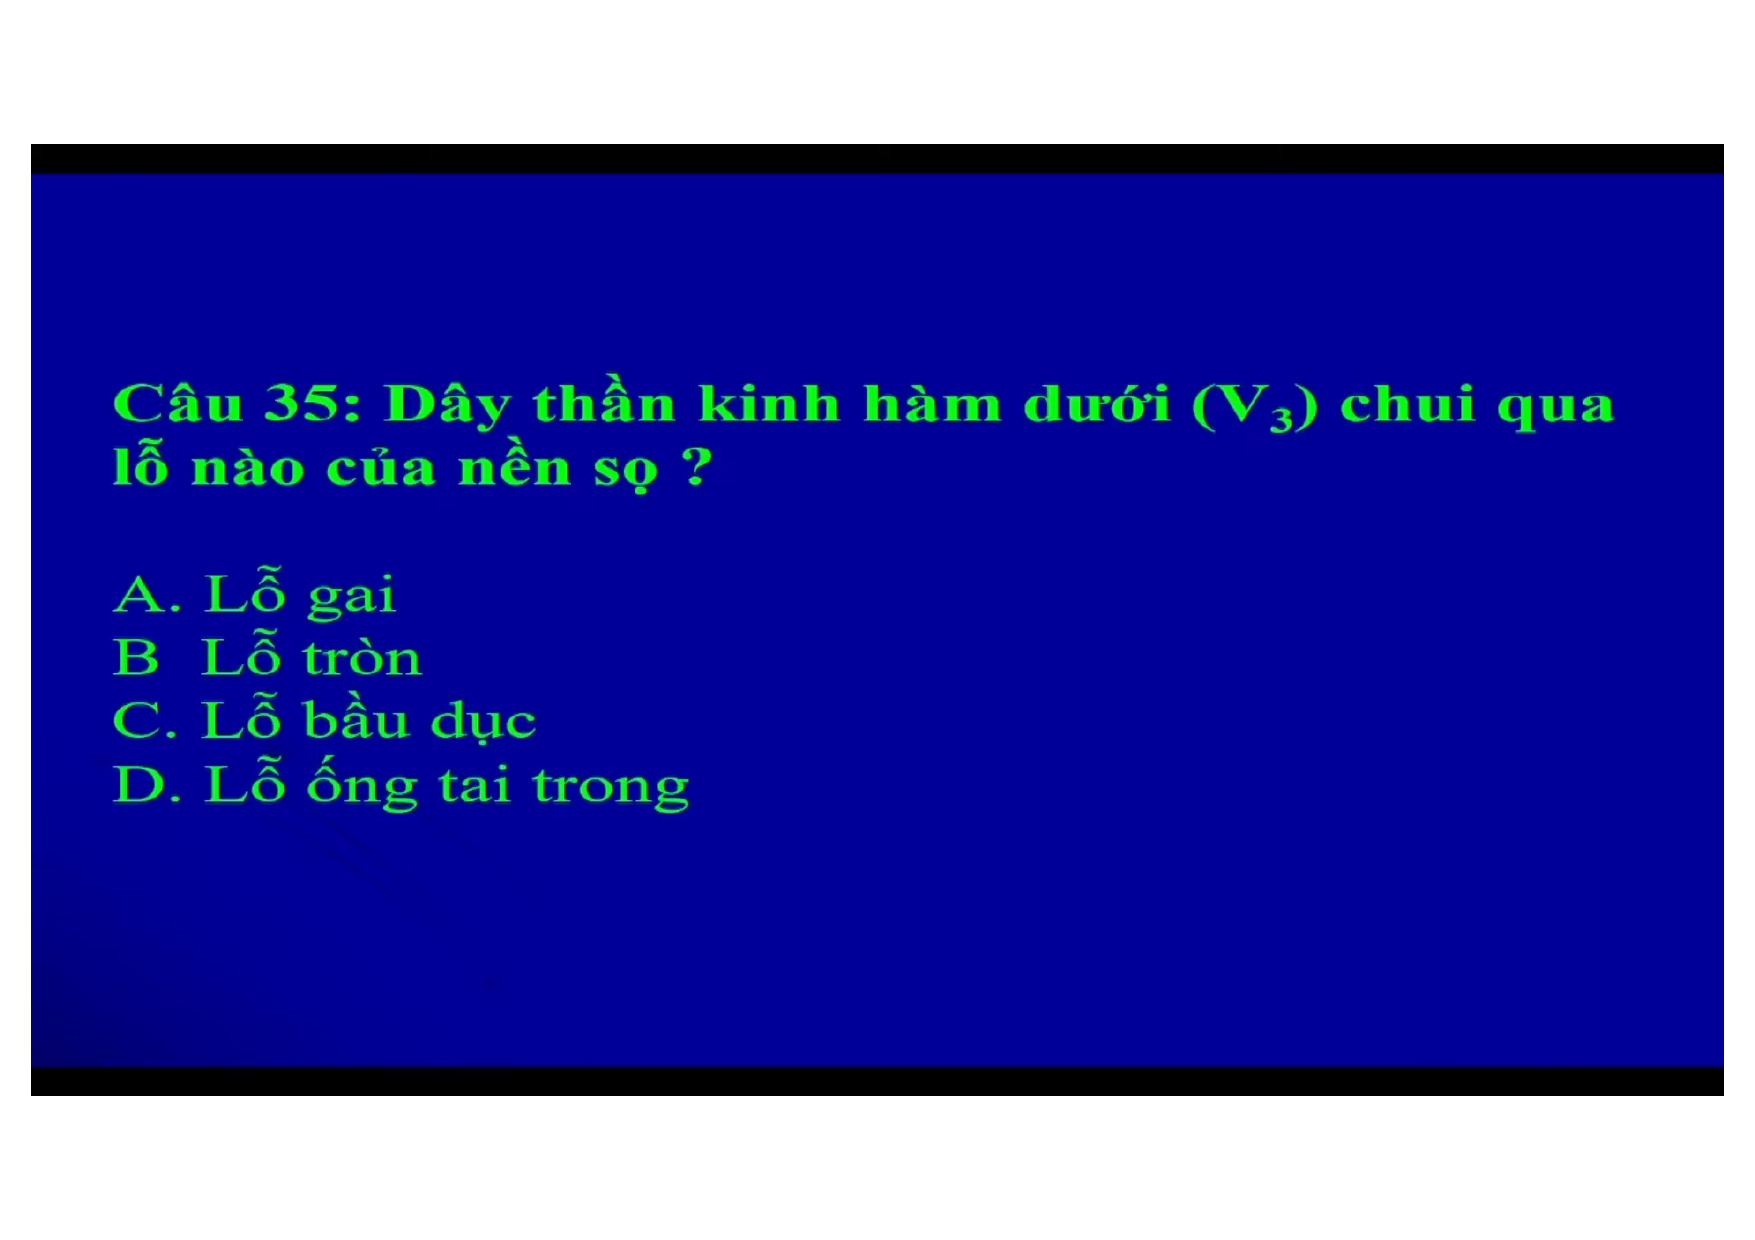 Câu 35: Dây thần kinh hàm dưới (V₃) chui qua
lỗ nào của nền sọ ?
A. Lỗ gai
B Lỗ tròn
C. Lỗ bầu dục
D. Lỗ ống tai trong